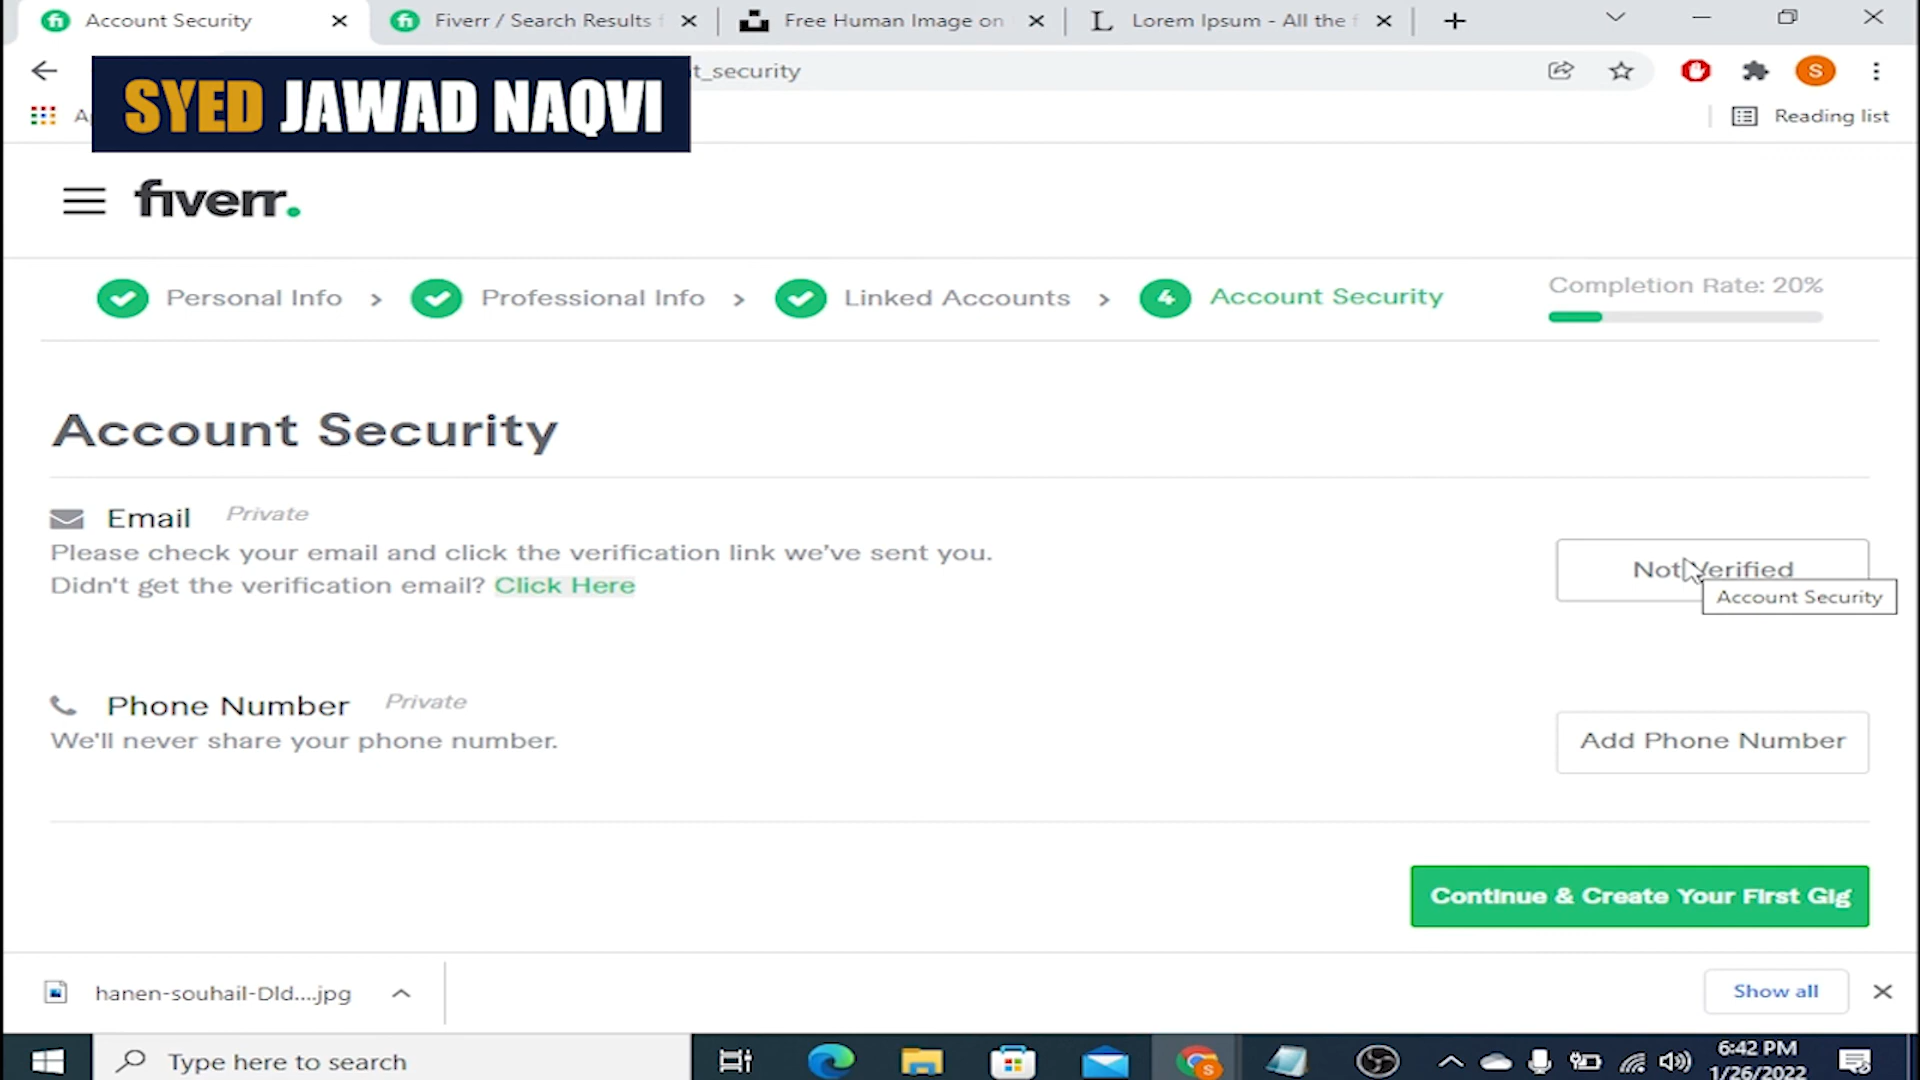 Account Security
Fiverr / Search Results f
Free Human Image on
Lorem Ipsum - All the f
SYED JAWAD NAQVI
t_security
S
Reading list
fiverr.
Personal Info
Professional Info
Linked Accounts
4 Account Security
Completion Rate: 20%
Account Security
Email Private
Please check your email and click the verification link we've sent you.
Didn't get the verification email? Click Here
Not Verified
Account Security
Phone Number Private
We'll never share your phone number.
Add Phone Number
Continue & Create Your First Gig
hanen-souhail-Dld....jpg
Show all
Type here to search
6:42 PM
1/26/2022